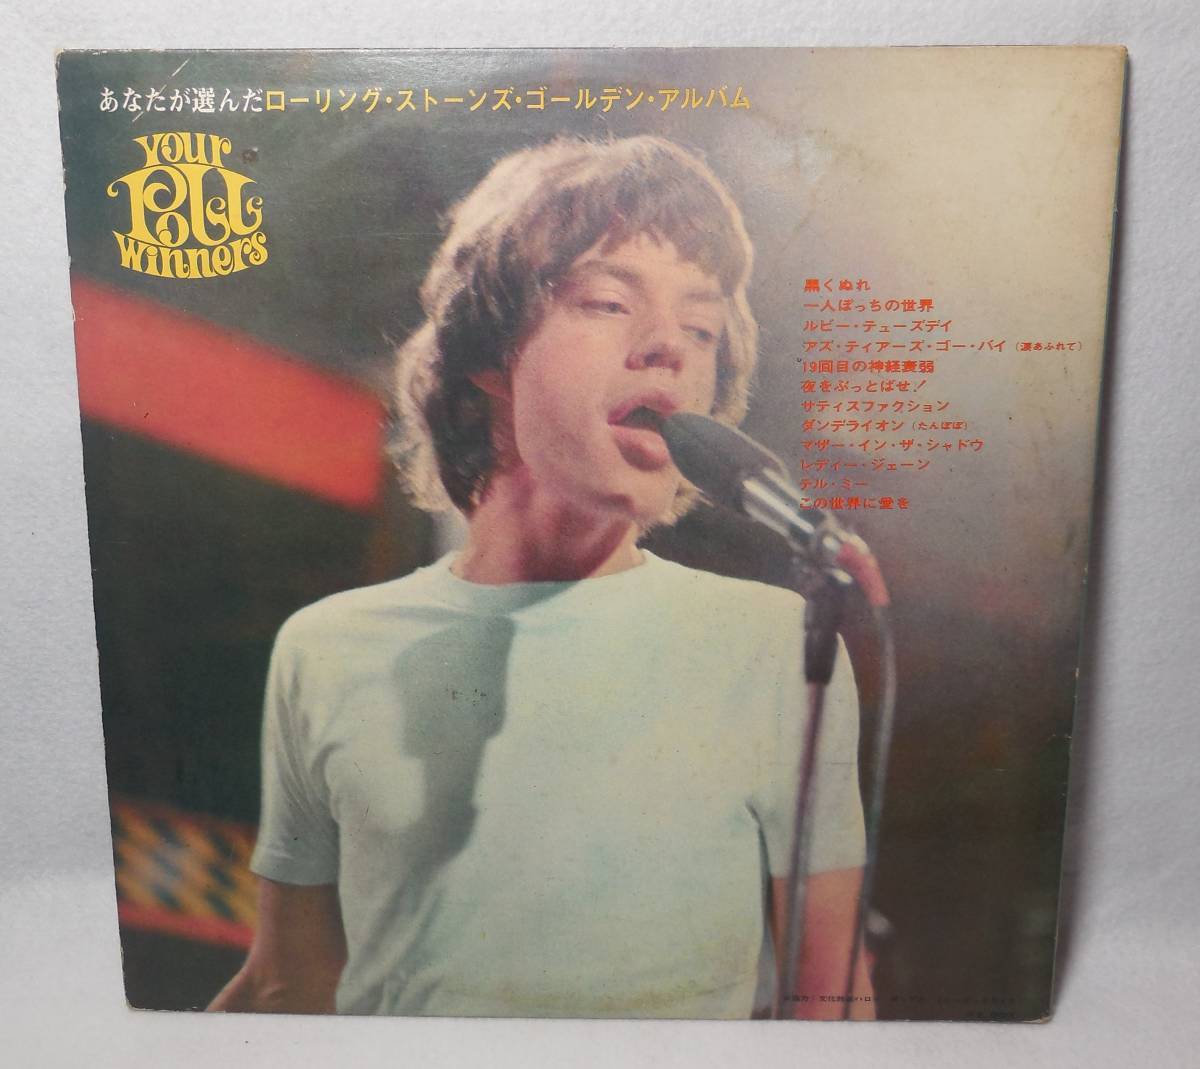 あなたが選んだローリング・ストーンズ・ゴールデン・アルバム
Your
Poll
Winners
黒くぬれ
一人ぼっちの世界
ルビー・テューズデイ
アズ・ティアーズ・ゴー・バイ（涙あふれて）
19回目の神経衰弱
夜をぶっとばせ！
サティスファクション
ダンデライオン（たんぽぽ）
マザー・イン・ザ・シャドウ
レディー・ジェーン
テル・ミー
この世界に愛を